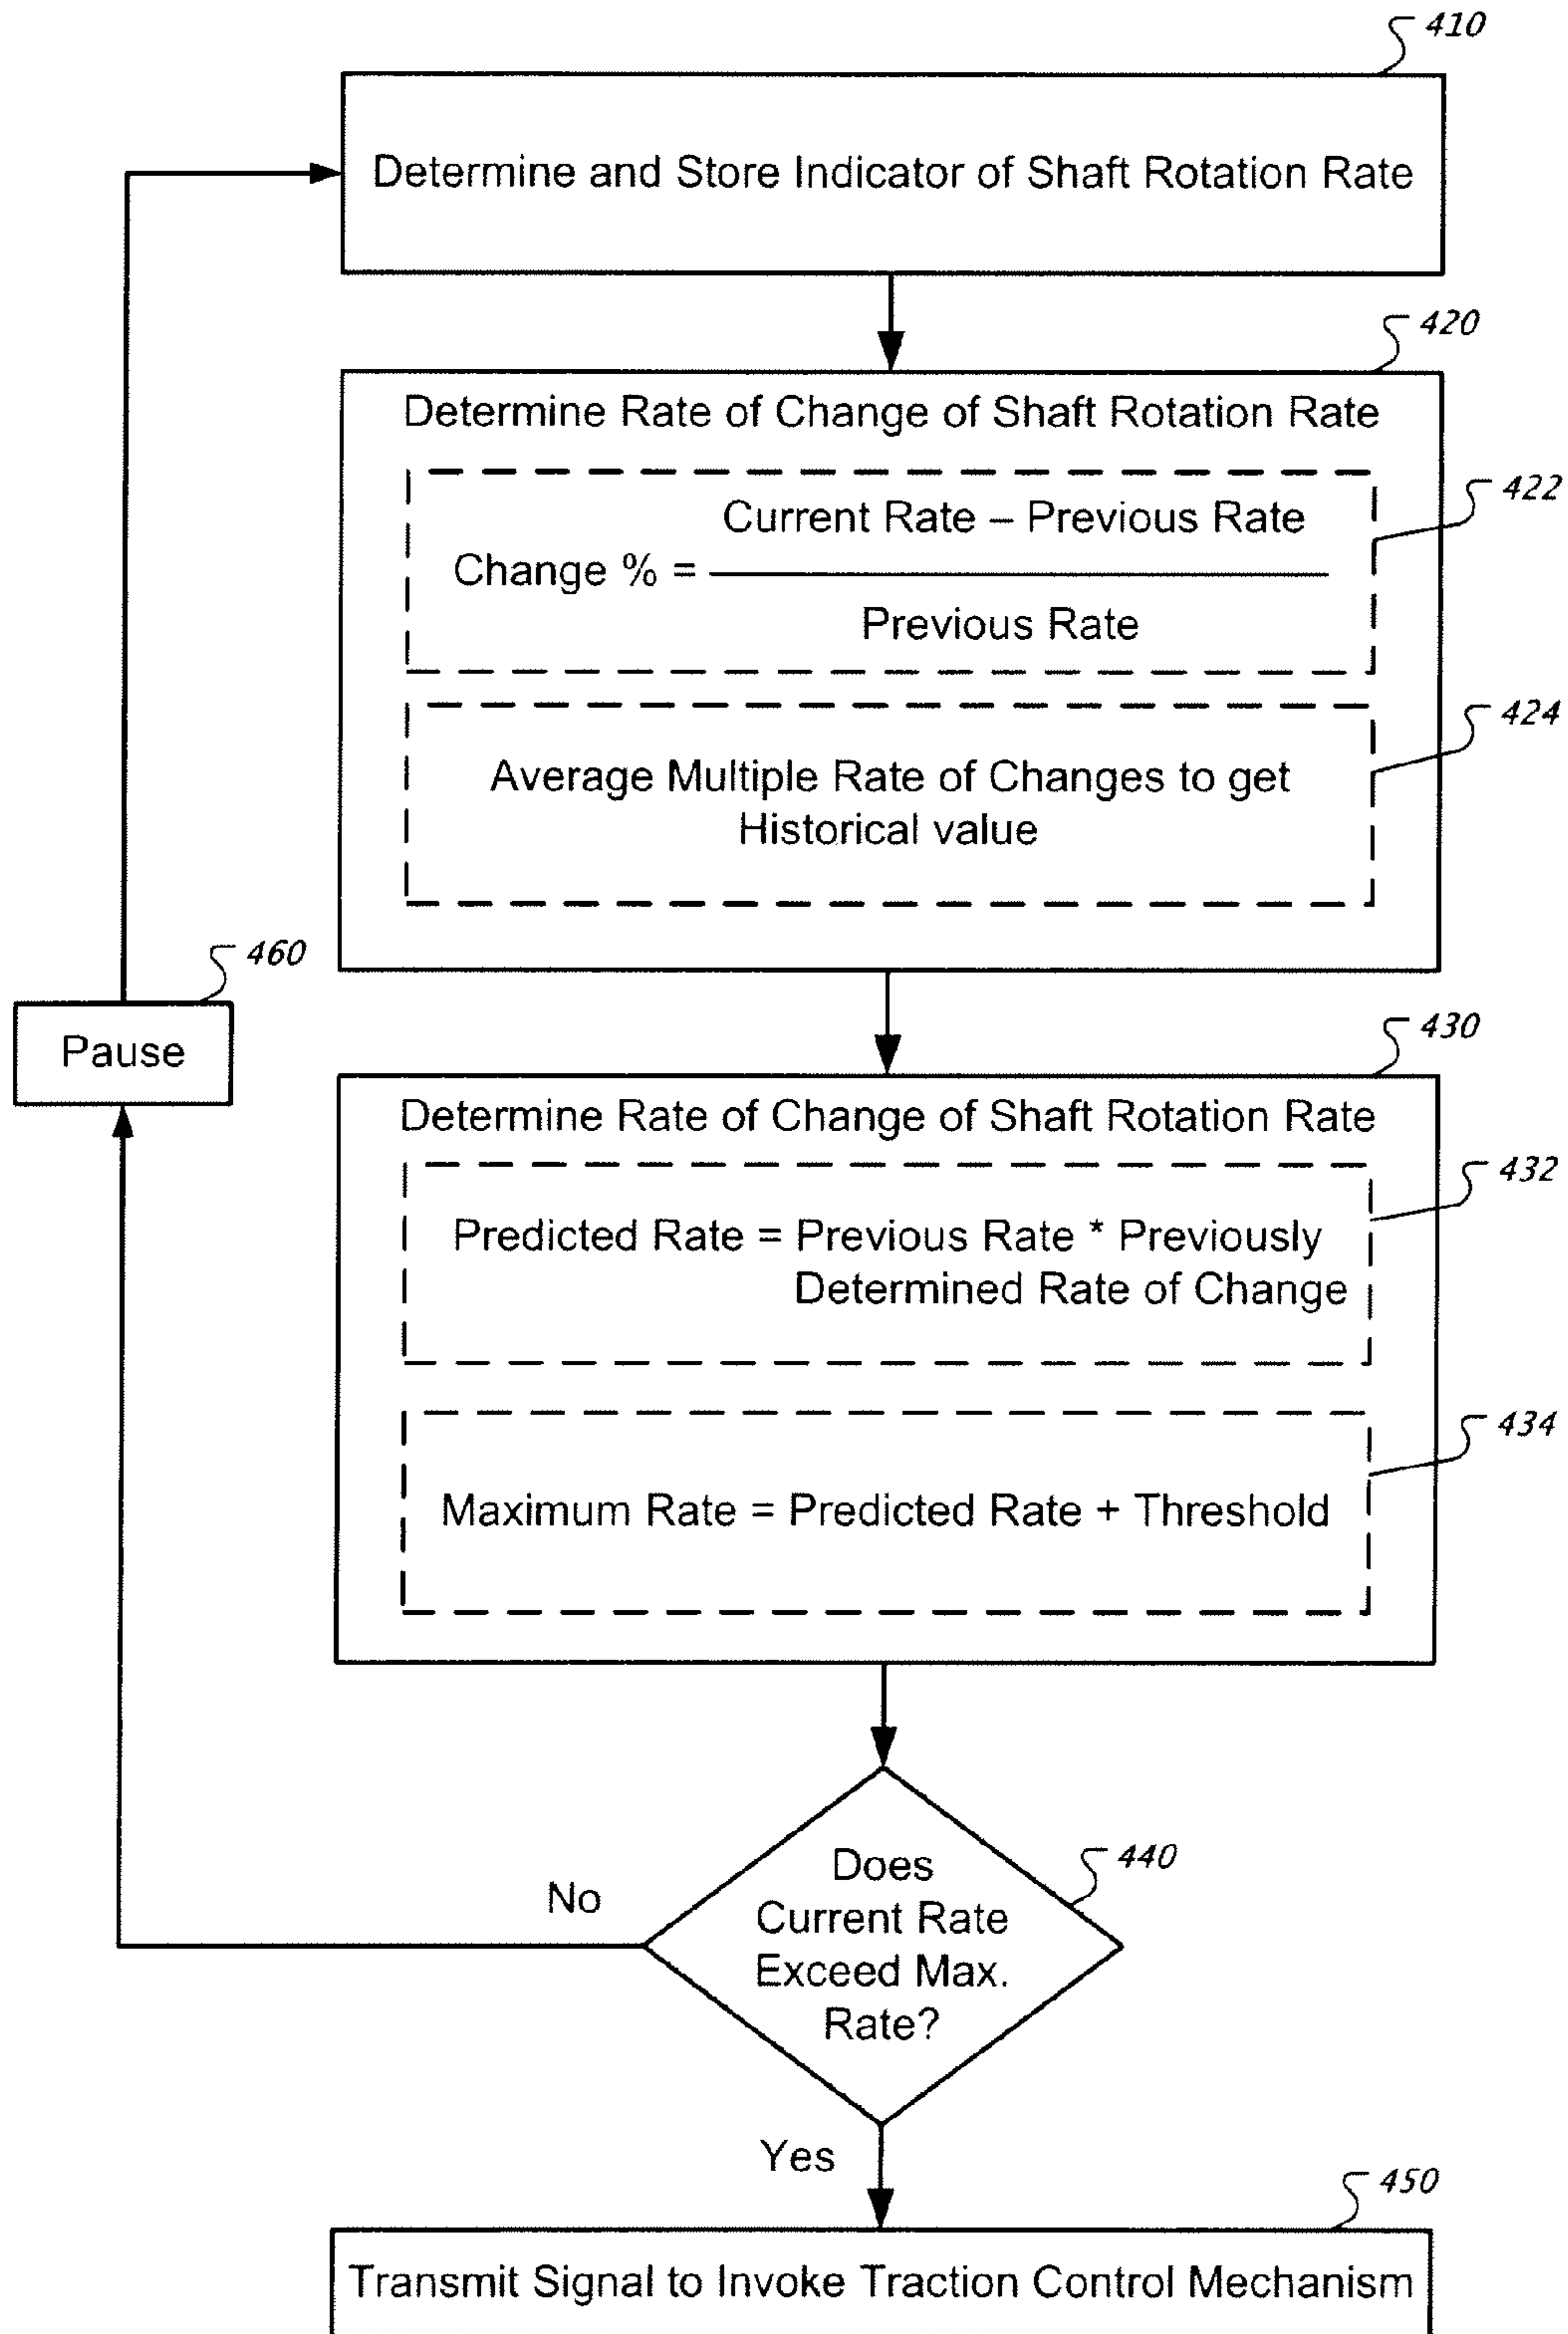 410
Determine and Store Indicator of Shaft Rotation Rate
420
Determine Rate of Change of Shaft Rotation Rate
422
Current Rate – Previous Rate
Change % =
Previous Rate
424
Average Multiple Rate of Changes to get
Historical value
460
Pause
430
Determine Rate of Change of Shaft Rotation Rate
432
Predicted Rate = Previous Rate * Previously
Determined Rate of Change
434
Maximum Rate = Predicted Rate + Threshold
440
Does
Current Rate
Exceed Max.
Rate?
No
Yes
450
Transmit Signal to Invoke Traction Control Mechanism